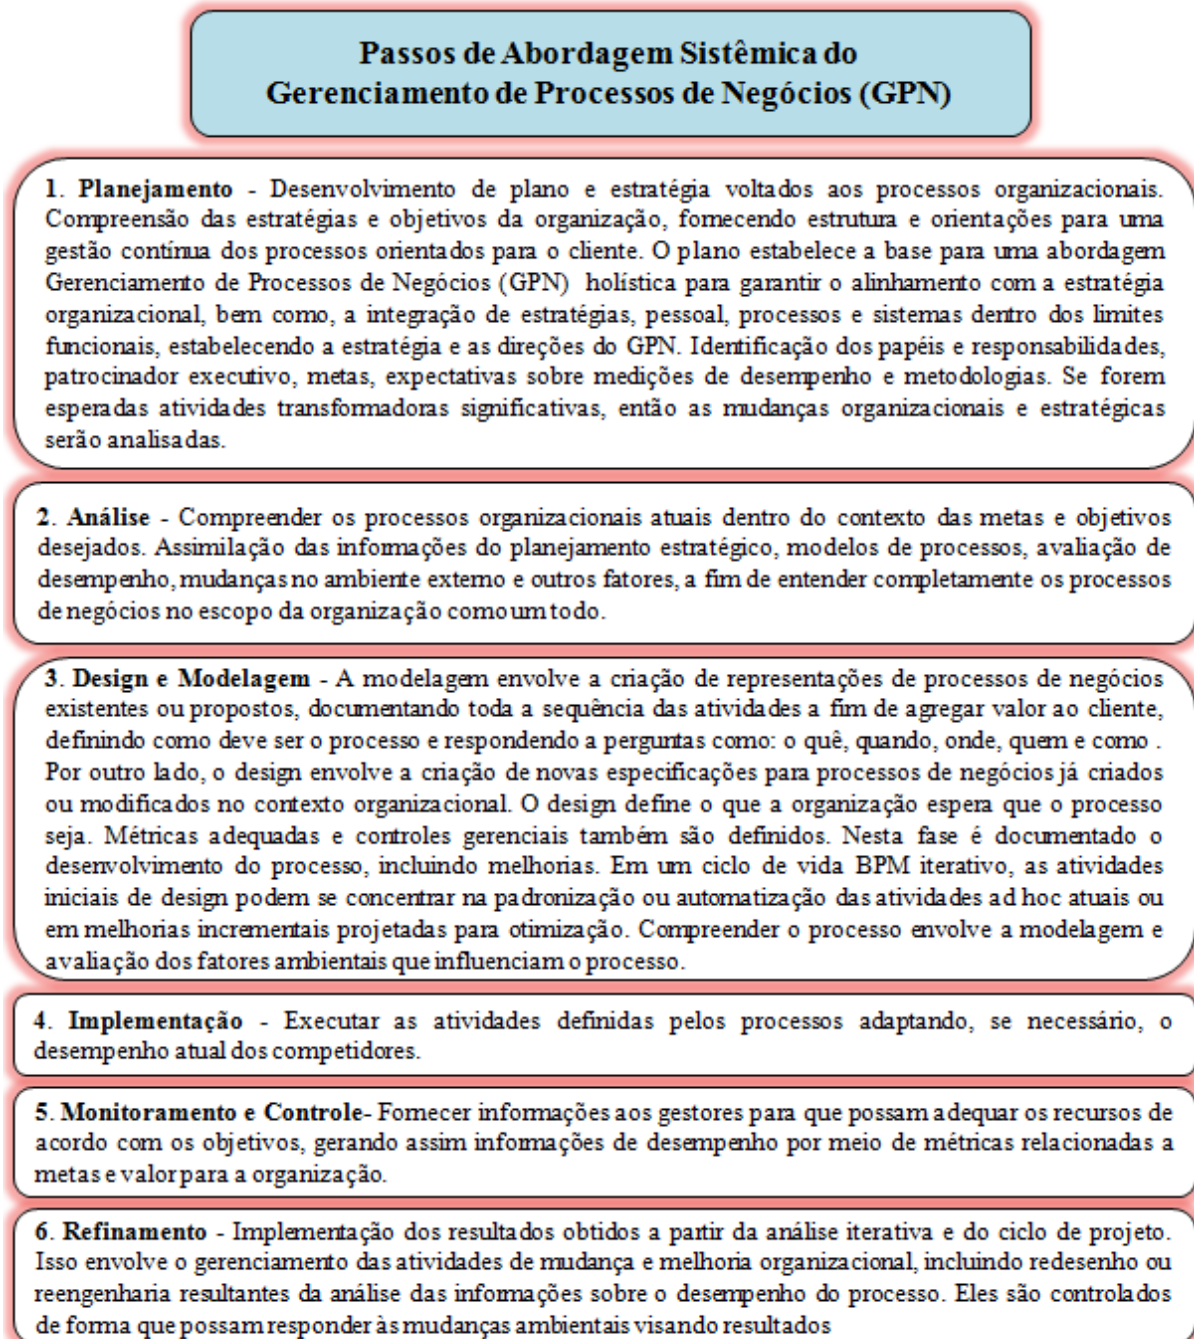 Passos de Abordagem Sistêmica do
Gerenciamento de Processos de Negócios (GPN)
1. Planejamento - Desenvolvimento de plano e estratégia voltados aos processos organizacionais.
Compreensão das estratégias e objetivos da organização, fornecendo estrutura e orientações para uma
gestão contínua dos processos orientados para o cliente. O plano estabelece a base para uma abordagem
Gerenciamento de Processos de Negócios (GPN) holística para garantir o alinhamento com a estratégia
organizacional, bem como, a integração de estratégias, pessoal, processos e sistemas dentro dos limites
funcionais, estabelecendo a estratégia e as direções do GPN. Identificação dos papéis e responsabilidades,
patrocinador executivo, metas, expectativas sobre medições de desempenho e metodologias. Se forem
esperadas atividades transformadoras significativas, então as mudanças organizacionais e estratégicas
serão analisadas.
2. Análise - Compreender os processos organizacionais atuais dentro do contexto das metas e objetivos
desejados. Assimilação das informações do planejamento estratégico, modelos de processos, avaliação de
desempenho, mudanças no ambiente externo e outros fatores, a fim de entender completamente os processos
de negócios no escopo da organização como um todo.
3. Design e Modelagem - A modelagem envolve a criação de representações de processos de negócios
existentes ou propostos, documentando toda a sequência das atividades a fim de agregar valor ao cliente,
definindo como deve ser o processo e respondendo a perguntas como: o quê, quando, onde, quem e como .
Por outro lado, o design envolve a criação de novas especificações para processos de negócios já criados
ou modificados no contexto organizacional. O design define o que a organização espera que o processo
seja. Métricas adequadas e controles gerenciais também são definidos. Nesta fase é documentado o
desenvolvimento do processo, incluindo melhorias. Em um ciclo de vida BPM iterativo, as atividades
iniciais de design podem se concentrar na padronização ou automatização das atividades ad hoc atuais ou
em melhorias incrementais projetadas para otimização. Compreender o processo envolve a modelagem e
avaliação dos fatores ambientais que influenciam o processo.
4. Implementação - Executar as atividades definidas pelos processos adaptando, se necessário, o
desempenho atual dos competidores.
5. Monitoramento e Controle- Fornecer informações aos gestores para que possam adequar os recursos de
acordo com os objetivos, gerando assim informações de desempenho por meio de métricas relacionadas a
metas e valor para a organização.
6. Refinamento - Implementação dos resultados obtidos a partir da análise iterativa e do ciclo de projeto.
Isso envolve o gerenciamento das atividades de mudança e melhoria organizacional, incluindo redesenho ou
reengenharia resultantes da análise das informações sobre o desempenho do processo. Eles são controlados
de forma que possam responder às mudanças ambientais visando resultados